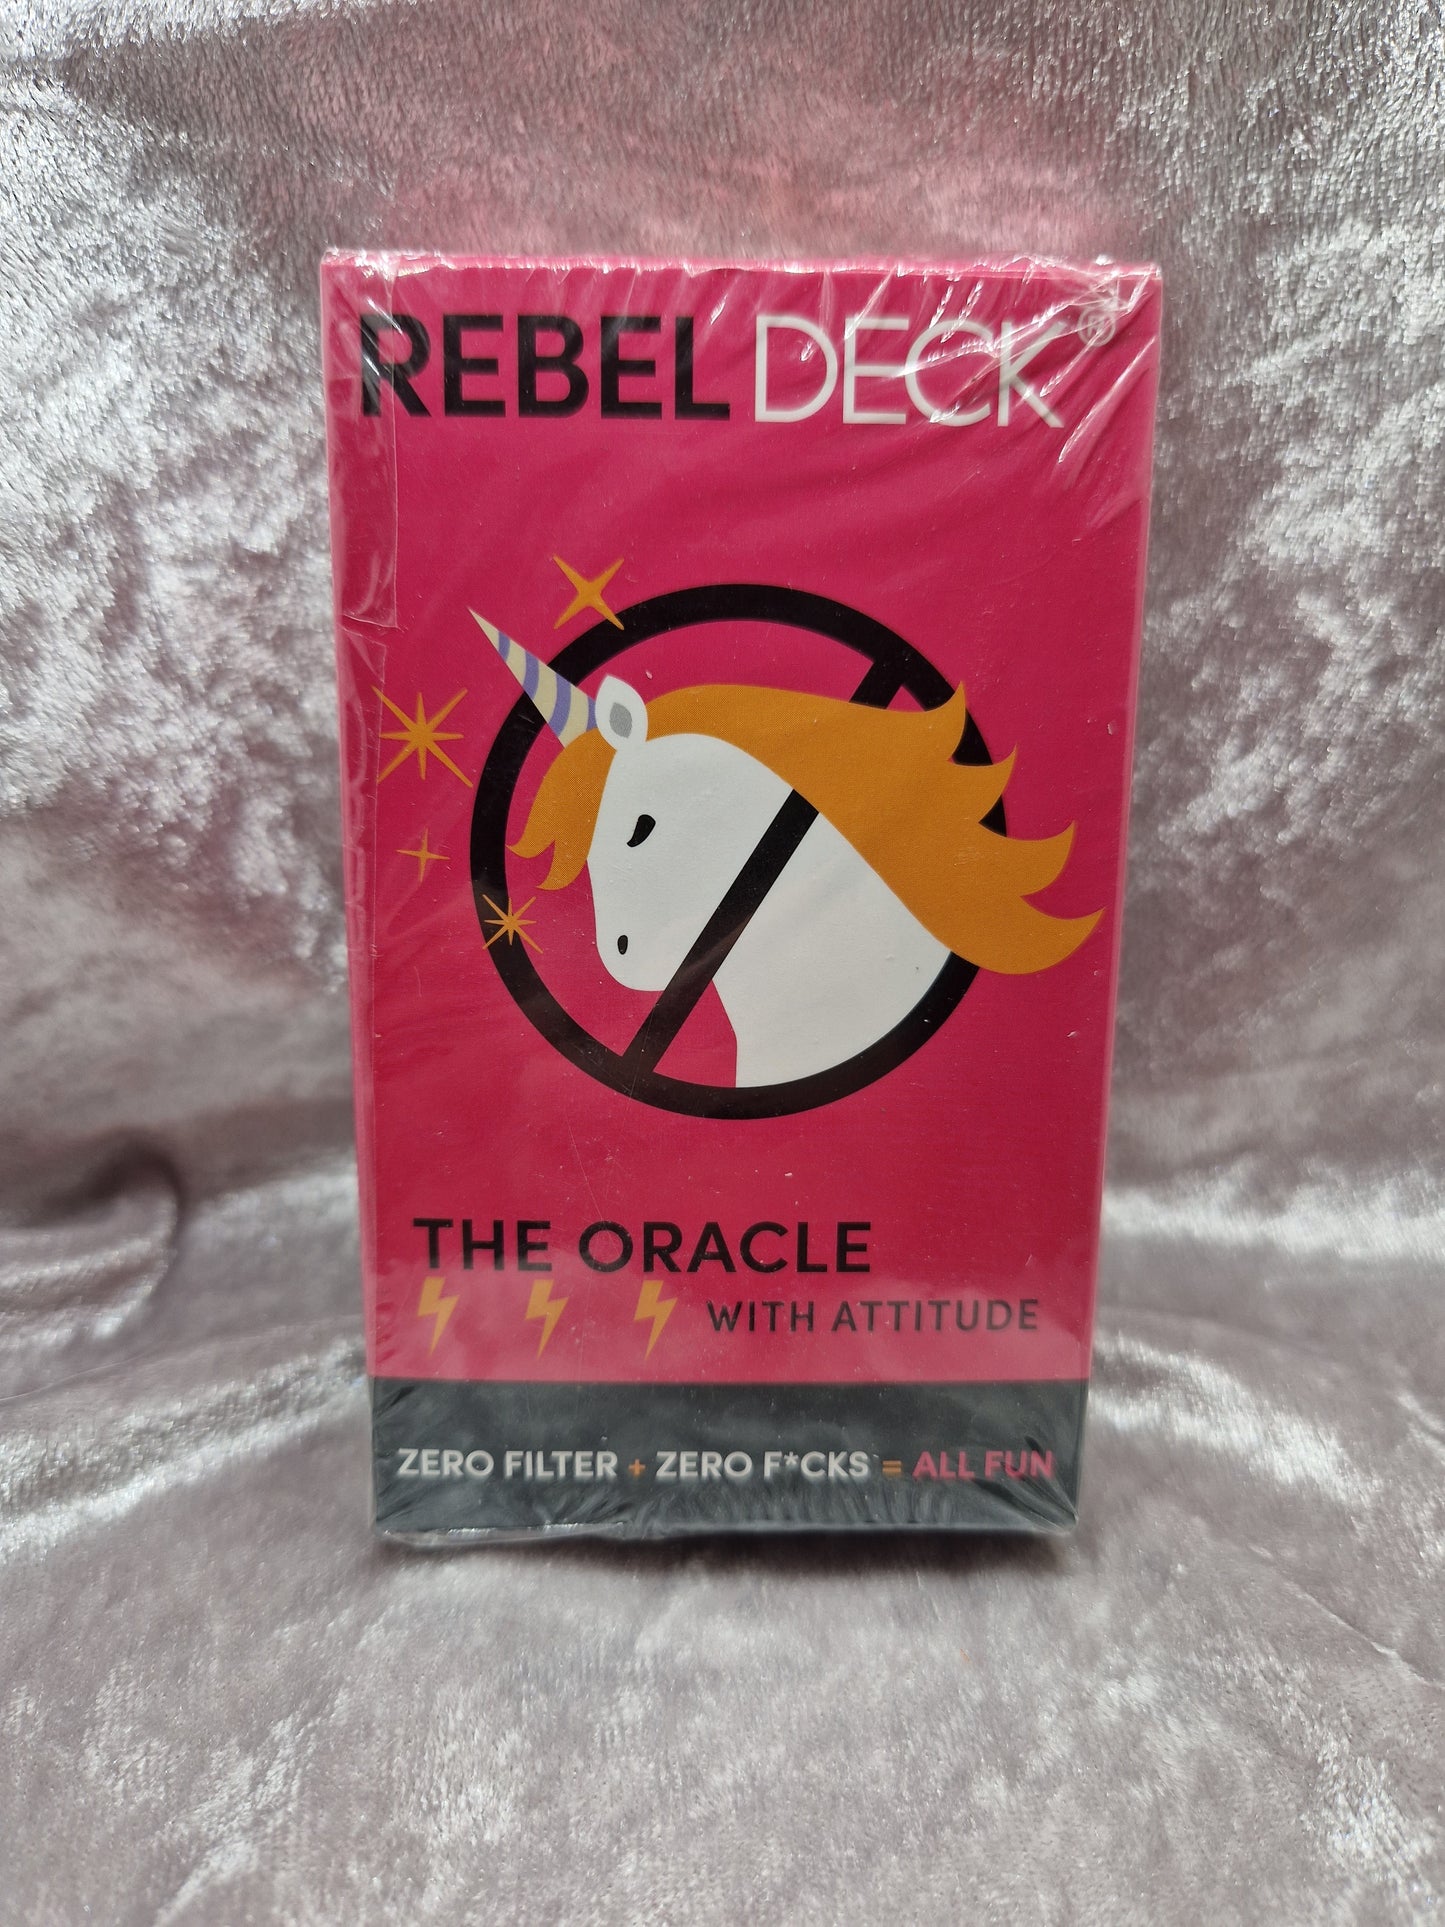 REBEL DECK®
THE ORACLE
WITH ATTITUDE
ZERO FILTER + ZERO F*CKS = ALL FUN